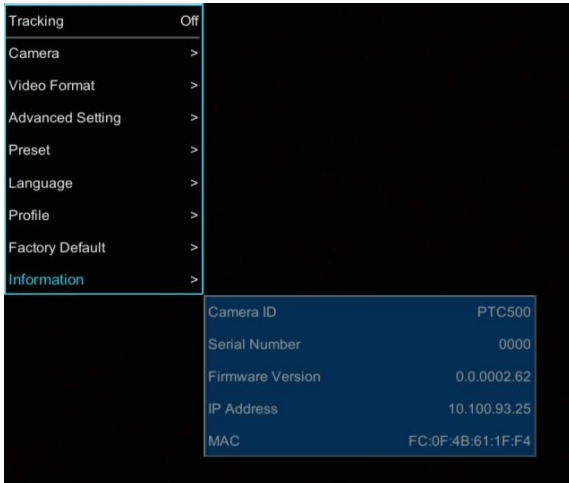 Tracking Off
Camera >
Video Format >
Advanced Setting >
Preset >
Language >
Profile >
Factory Default >
Information >
Camera ID PTC500
Serial Number 0000
Firmware Version 0.0.0002.62
IP Address 10.100.93.25
MAC FC:0F:4B:61:1F:F4